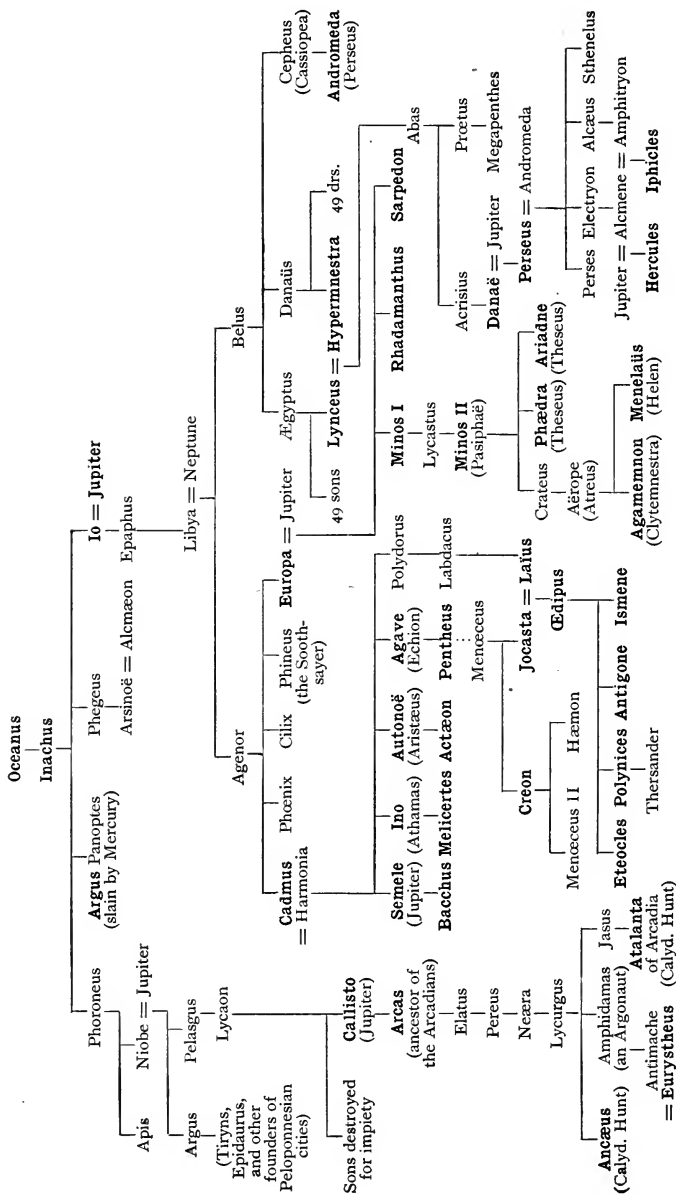 Oceanus
Inachus
Phoroneus
Argus Panoptes
(slain by Mercury)
Phegeus
Io = Jupiter
Apis
Niobe = Jupiter
Arsinoë = Alcmæon
Epaphus
Argus
Pelasgus
Libya = Neptune
(Tiryns,
Epidaurus,
and other
founders of
Peloponnesian
cities)
Lycaon
Agenor
Belus
Cadmus
= Harmonia
Phœnix
Cilix
Phineus
(the Sooth-
sayer)
Europa = Jupiter
Ægyptus
Danaüs
Cepheus
(Cassiopea)
49 sons
Lynceus = Hypermnestra
49 drs.
Andromeda
(Perseus)
Sons destroyed
for impiety
Callisto
(Jupiter)
Semele
(Jupiter)
Ino
(Athamas)
Autonoë
(Aristæus)
Agave
(Echion)
Polydorus
Minos I
Rhadamanthus
Sarpedon
Abas
Arcas
(ancestor of
the Arcadians)
Bacchus
Melicertes
Actæon
Pentheus
Labdacus
Lycastus
Acrisius
Prœtus
Elatus
Menœceus
Minos II
(Pasiphaë)
Danaë = Jupiter
Megapenthes
Pereus
Creon
Jocasta = Laïus
Crateus
Phædra
(Theseus)
Ariadne
(Theseus)
Perseus = Andromeda
Neæra
Menœceus II
Hæmon
Œdipus
Aërope
(Atreus)
Perses
Electryon
Alcæus
Sthenelus
Lycurgus
Eteocles
Polynices
Antigone
Ismene
Agamemnon
(Clytemnestra)
Menelaüs
(Helen)
Jupiter = Alcmene = Amphitryon
Ancæus
(Calyd. Hunt)
Amphidamas
(an Argonaut)
Jasus
Thersander
Hercules
Iphicles
Antimache
= Eurystheus
Atalanta
of Arcadia
(Calyd. Hunt)